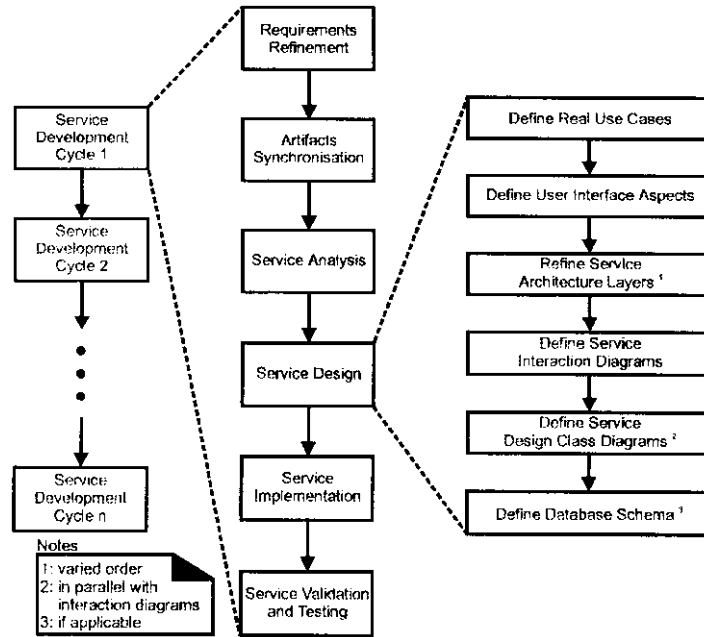 Requirements
Refinement
Service
Development
Cycle 1
Artifacts
Synchronisation
Service
Development
Cycle 2
Service Analysis
Service Design
Service
Development
Cycle n
Service
Implementation
Service Validation
and Testing
Define Real Use Cases
Define User Interface Aspects
Refine Service
Architecture Layers ¹
Define Service
Interaction Diagrams
Define Service
Design Class Diagrams ²
Define Database Schema ¹
Notes
1: varied order
2: in parallel with
interaction diagrams
3: if applicable